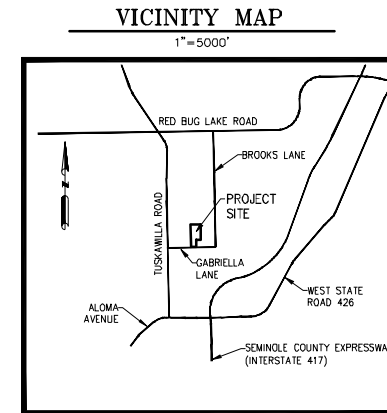 VICINITY MAP
1"=5000'
RED BUG LAKE ROAD
BROOKS LANE
TUSKAWILLA ROAD
N
PROJECT
SITE
GABRIELLA
LANE
ALOMA
AVENUE
WEST STATE
ROAD 426
SEMINOLE COUNTY EXPRESSWA
(INTERSTATE 417)